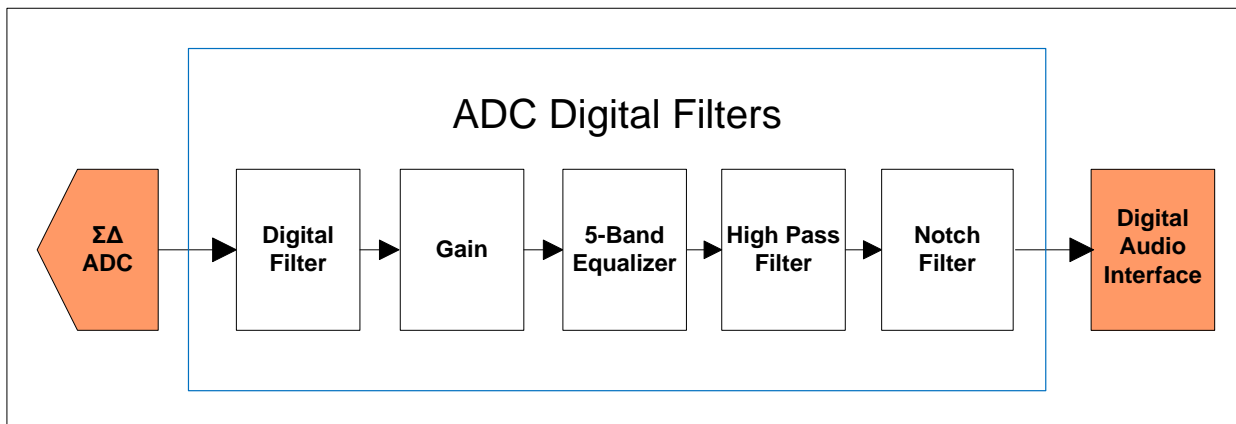 ADC Digital Filters
ΣΔ
ADC
Digital
Filter
Gain
5-Band
Equalizer
High Pass
Filter
Notch
Filter
Digital
Audio
Interface